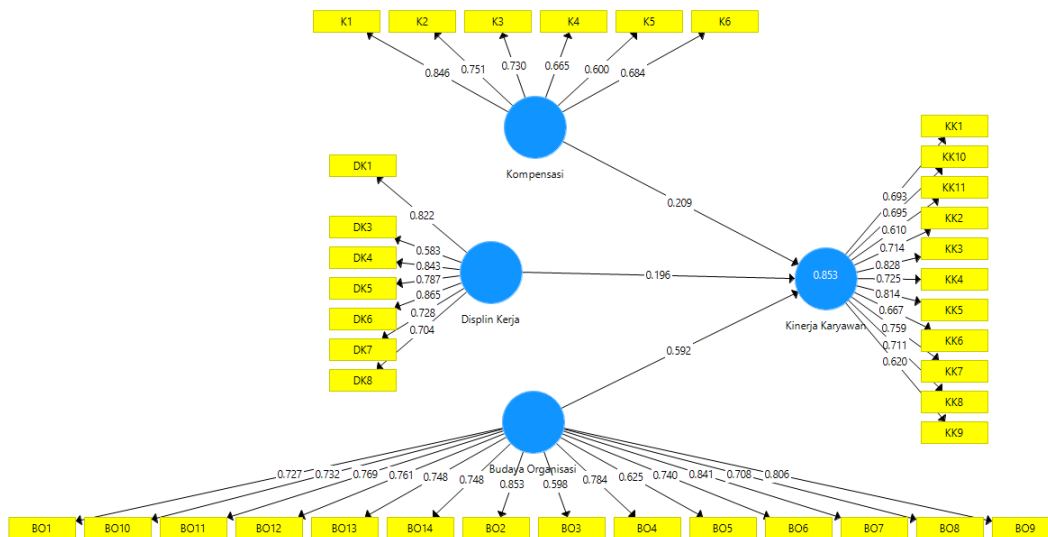 K1 K2 K3 K4 K5 K6
0.846 0.751 0.730 0.665 0.600 0.684
Kompensasi
0.209
DK1
DK3
DK4
DK5
DK6
DK7
DK8
0.822
0.583
0.843
0.787
0.865
0.728
0.704
Displin Kerja
0.196
KK1
KK10
KK11
KK2
KK3
KK4
KK5
KK6
KK7
KK8
KK9
0.693
0.695
0.610
0.714
0.828
0.725
0.814
0.667
0.759
0.711
0.620
0.853
Kinerja Karyawan
0.592
Budaya Organisasi
0.727 0.732 0.769 0.761 0.748 0.748 0.853 0.598 0.784 0.625 0.740 0.841 0.708 0.806
BO1 BO10 BO11 BO12 BO13 BO14 BO2 BO3 BO4 BO5 BO6 BO7 BO8 BO9